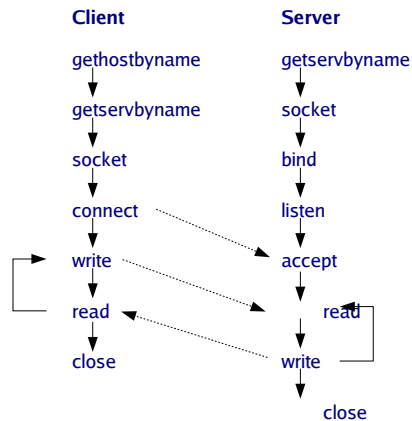 Client Server
gethostbyname getservbyname
getservbyname socket
socket bind
connect listen
write accept
read read
close write
close